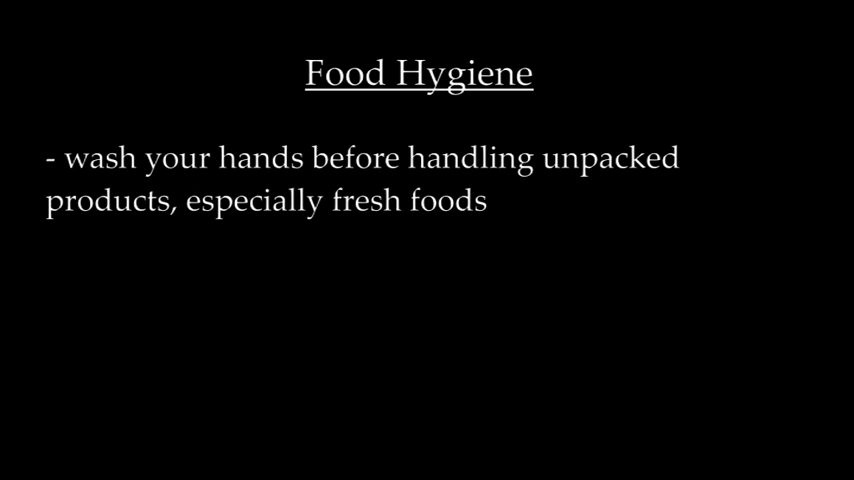 Food Hygiene
- wash your hands before handling unpacked
products, especially fresh foods